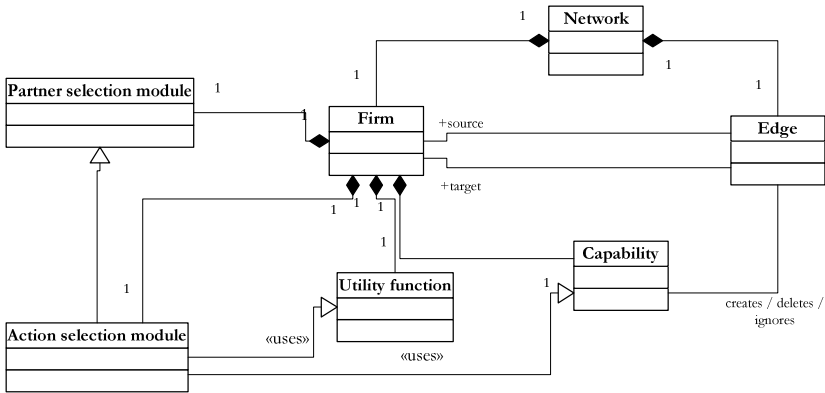 1
Network
1
1
1
Partner selection module
1
1
Firm
+source
Edge
+target
1
1
1
1
Capability
1
1
Utility function
creates / deletes /
ignores
Action selection module
«uses»
«uses»